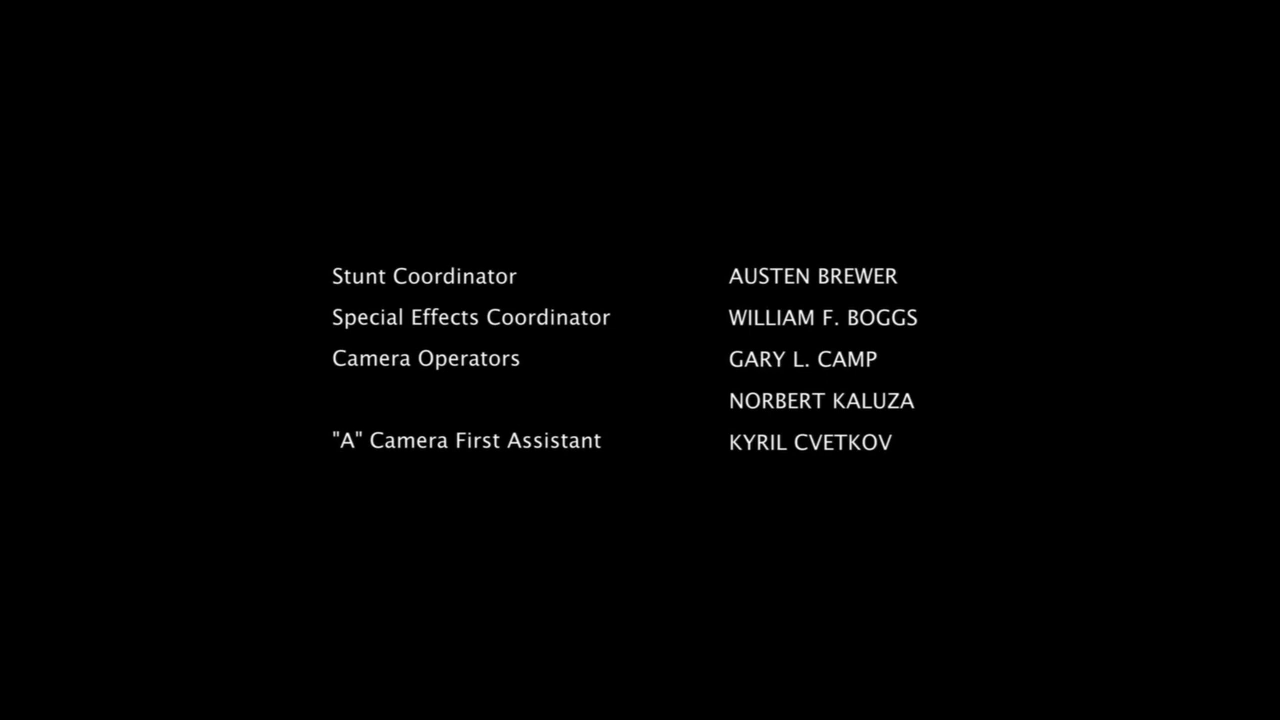 Stunt Coordinator AUSTEN BREWER
Special Effects Coordinator WILLIAM F. BOGGS
Camera Operators GARY L. CAMP
NORBERT KALUZA
"A" Camera First Assistant KYRIL CVETKOV